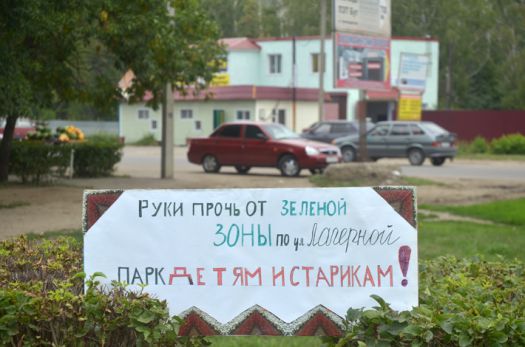 Руки прочь от зеленой
зоны по ул Лагерной
парк детям и старикам!